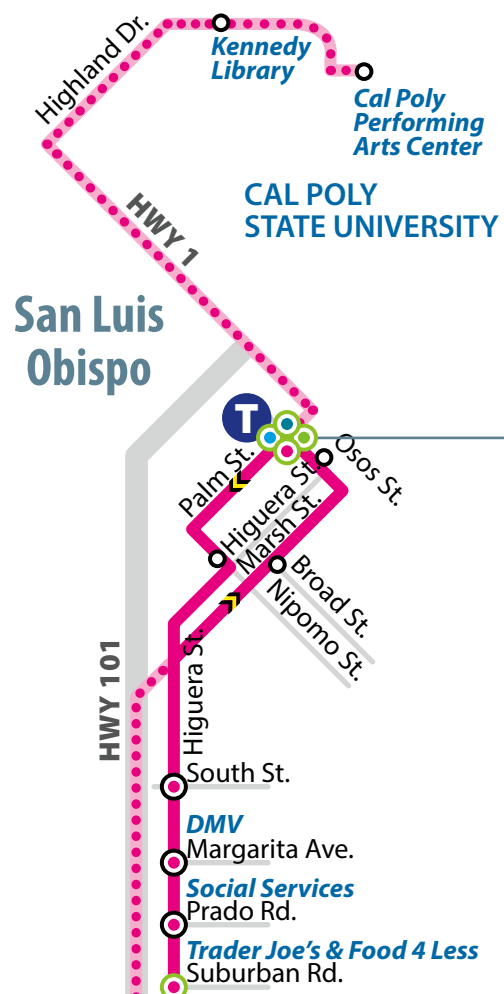 Highland Dr.
Kennedy
Library
Cal Poly
Performing
Arts Center
CAL POLY
STATE UNIVERSITY
HWY 1
San Luis
Obispo
T
Palm St.
Osos St.
Higuera St.
Marsh St.
Broad St.
Nipomo St.
HWY 101
Higuera St.
South St.
DMV
Margarita Ave.
Social Services
Prado Rd.
Trader Joe's & Food 4 Less
Suburban Rd.